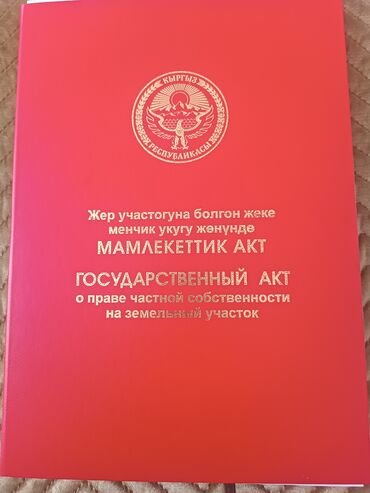 КЫРГЫЗ
РЕСПУБЛИКАСЫ
Жер участогуна болгон жеке
менчик укугу жөнүндө
МАМЛЕКЕТТИК АКТ
ГОСУДАРСТВЕННЫЙ АКТ
о праве частной собственности
на земельный участок